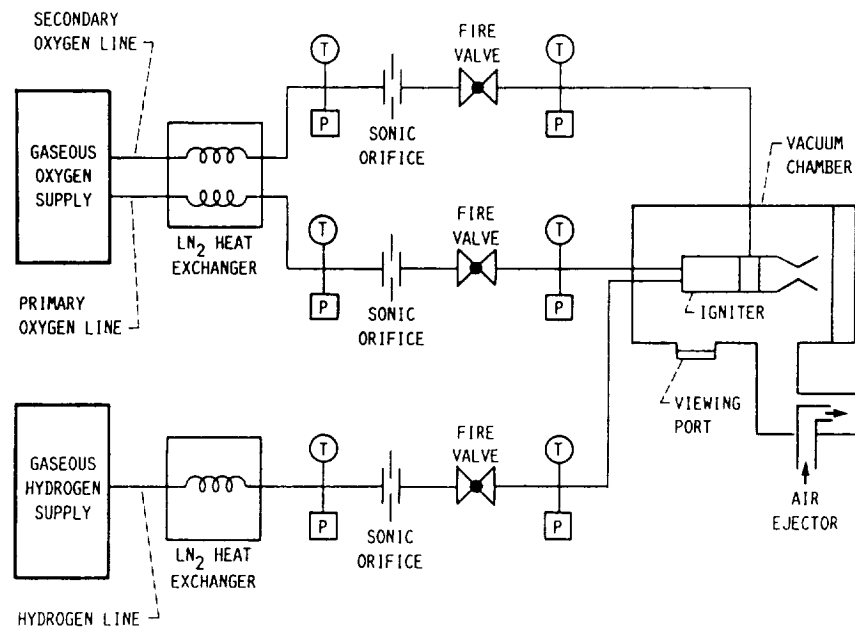 SECONDARY
OXYGEN LINE
FIRE
VALVE
T
T
P
P
SONIC
ORIFICE
GASEOUS
OXYGEN
SUPPLY
VACUUM
CHAMBER
LN2 HEAT
EXCHANGER
FIRE
VALVE
T
T
P
P
SONIC
ORIFICE
PRIMARY
OXYGEN LINE
IGNITER
VIEWING
PORT
GASEOUS
HYDROGEN
SUPPLY
FIRE
VALVE
T
T
P
P
SONIC
ORIFICE
LN2 HEAT
EXCHANGER
AIR
EJECTOR
HYDROGEN LINE